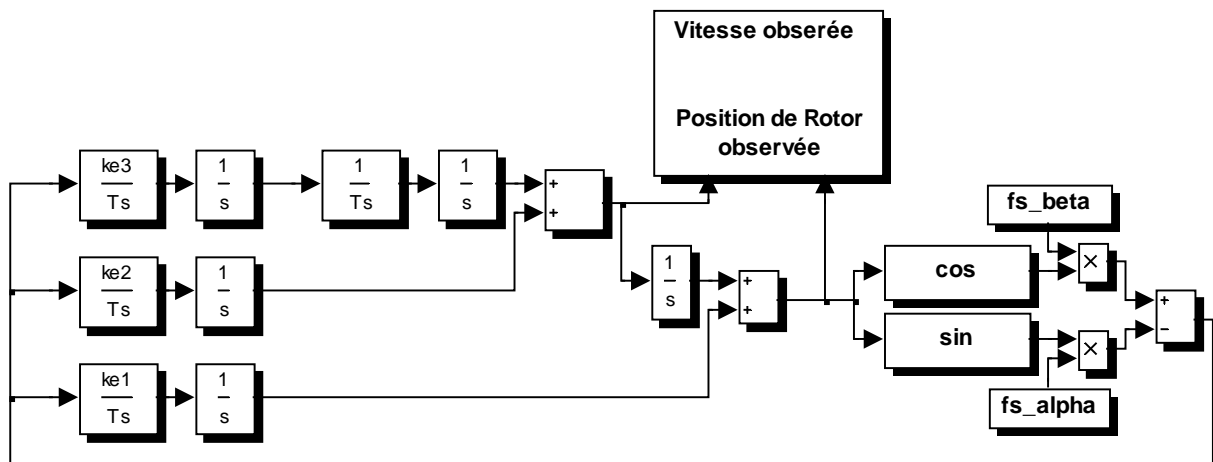 Vitesse obserée
Position de Rotor
observée
ke3
Ts
1
s
1
Ts
1
s
+
+
fs_beta
ke2
Ts
1
s
1
s
+
+
cos
×
+
−
sin
×
ke1
Ts
1
s
fs_alpha